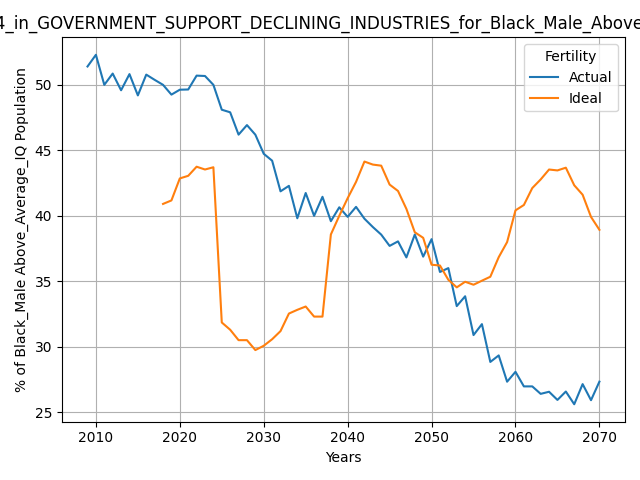 4_in_GOVERNMENT_SUPPORT_DECLINING_INDUSTRIES_for_Black_Male_Above
Fertility
Actual
Ideal
% of Black_Male Above_Average_IQ Population
50
45
40
35
30
25
2010 2020 2030 2040 2050 2060 2070
Years